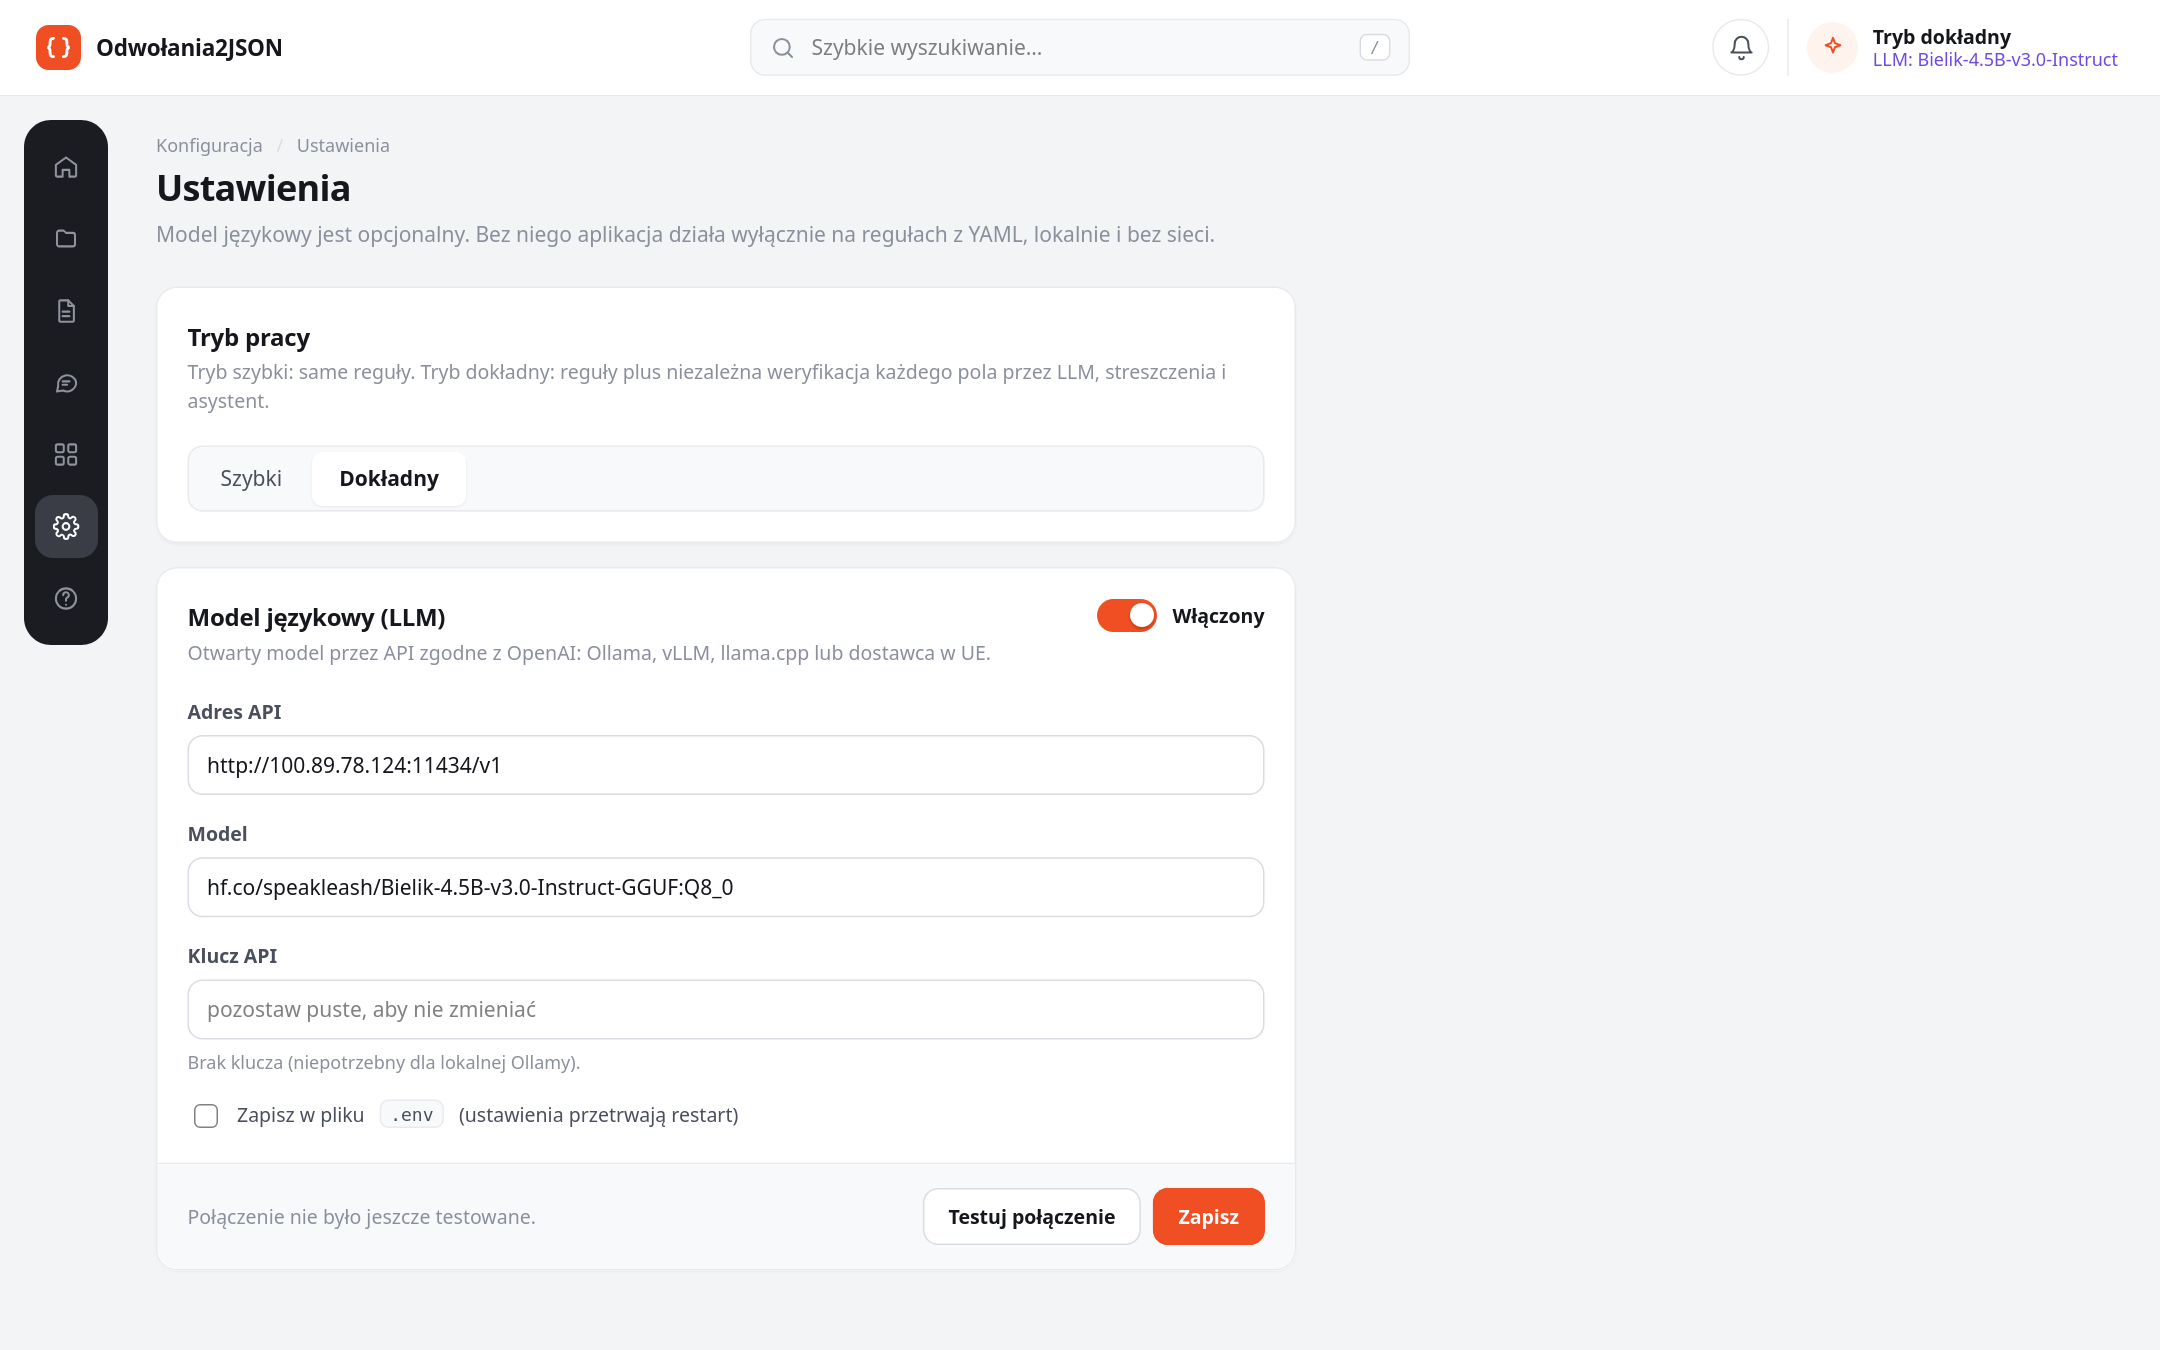 { } Odwołania2JSON
Szybkie wyszukiwanie...
/
Tryb dokładny
LLM: Bielik-4.5B-v3.0-Instruct
Konfiguracja / Ustawienia
Ustawienia
Model językowy jest opcjonalny. Bez niego aplikacja działa wyłącznie na regułach z YAML, lokalnie i bez sieci.
Tryb pracy
Tryb szybki: same reguły. Tryb dokładny: reguły plus niezależna weryfikacja każdego pola przez LLM, streszczenia i
asystent.
Szybki Dokładny
Model językowy (LLM)
Włączony
Otwarty model przez API zgodne z OpenAI: Ollama, vLLM, llama.cpp lub dostawca w UE.
Adres API
http://100.89.78.124:11434/v1
Model
hf.co/speakleash/Bielik-4.5B-v3.0-Instruct-GGUF:Q8_0
Klucz API
pozostaw puste, aby nie zmieniać
Brak klucza (niepotrzebny dla lokalnej Ollamy).
Zapisz w pliku .env (ustawienia przetrwają restart)
Połączenie nie było jeszcze testowane.
Testuj połączenie
Zapisz